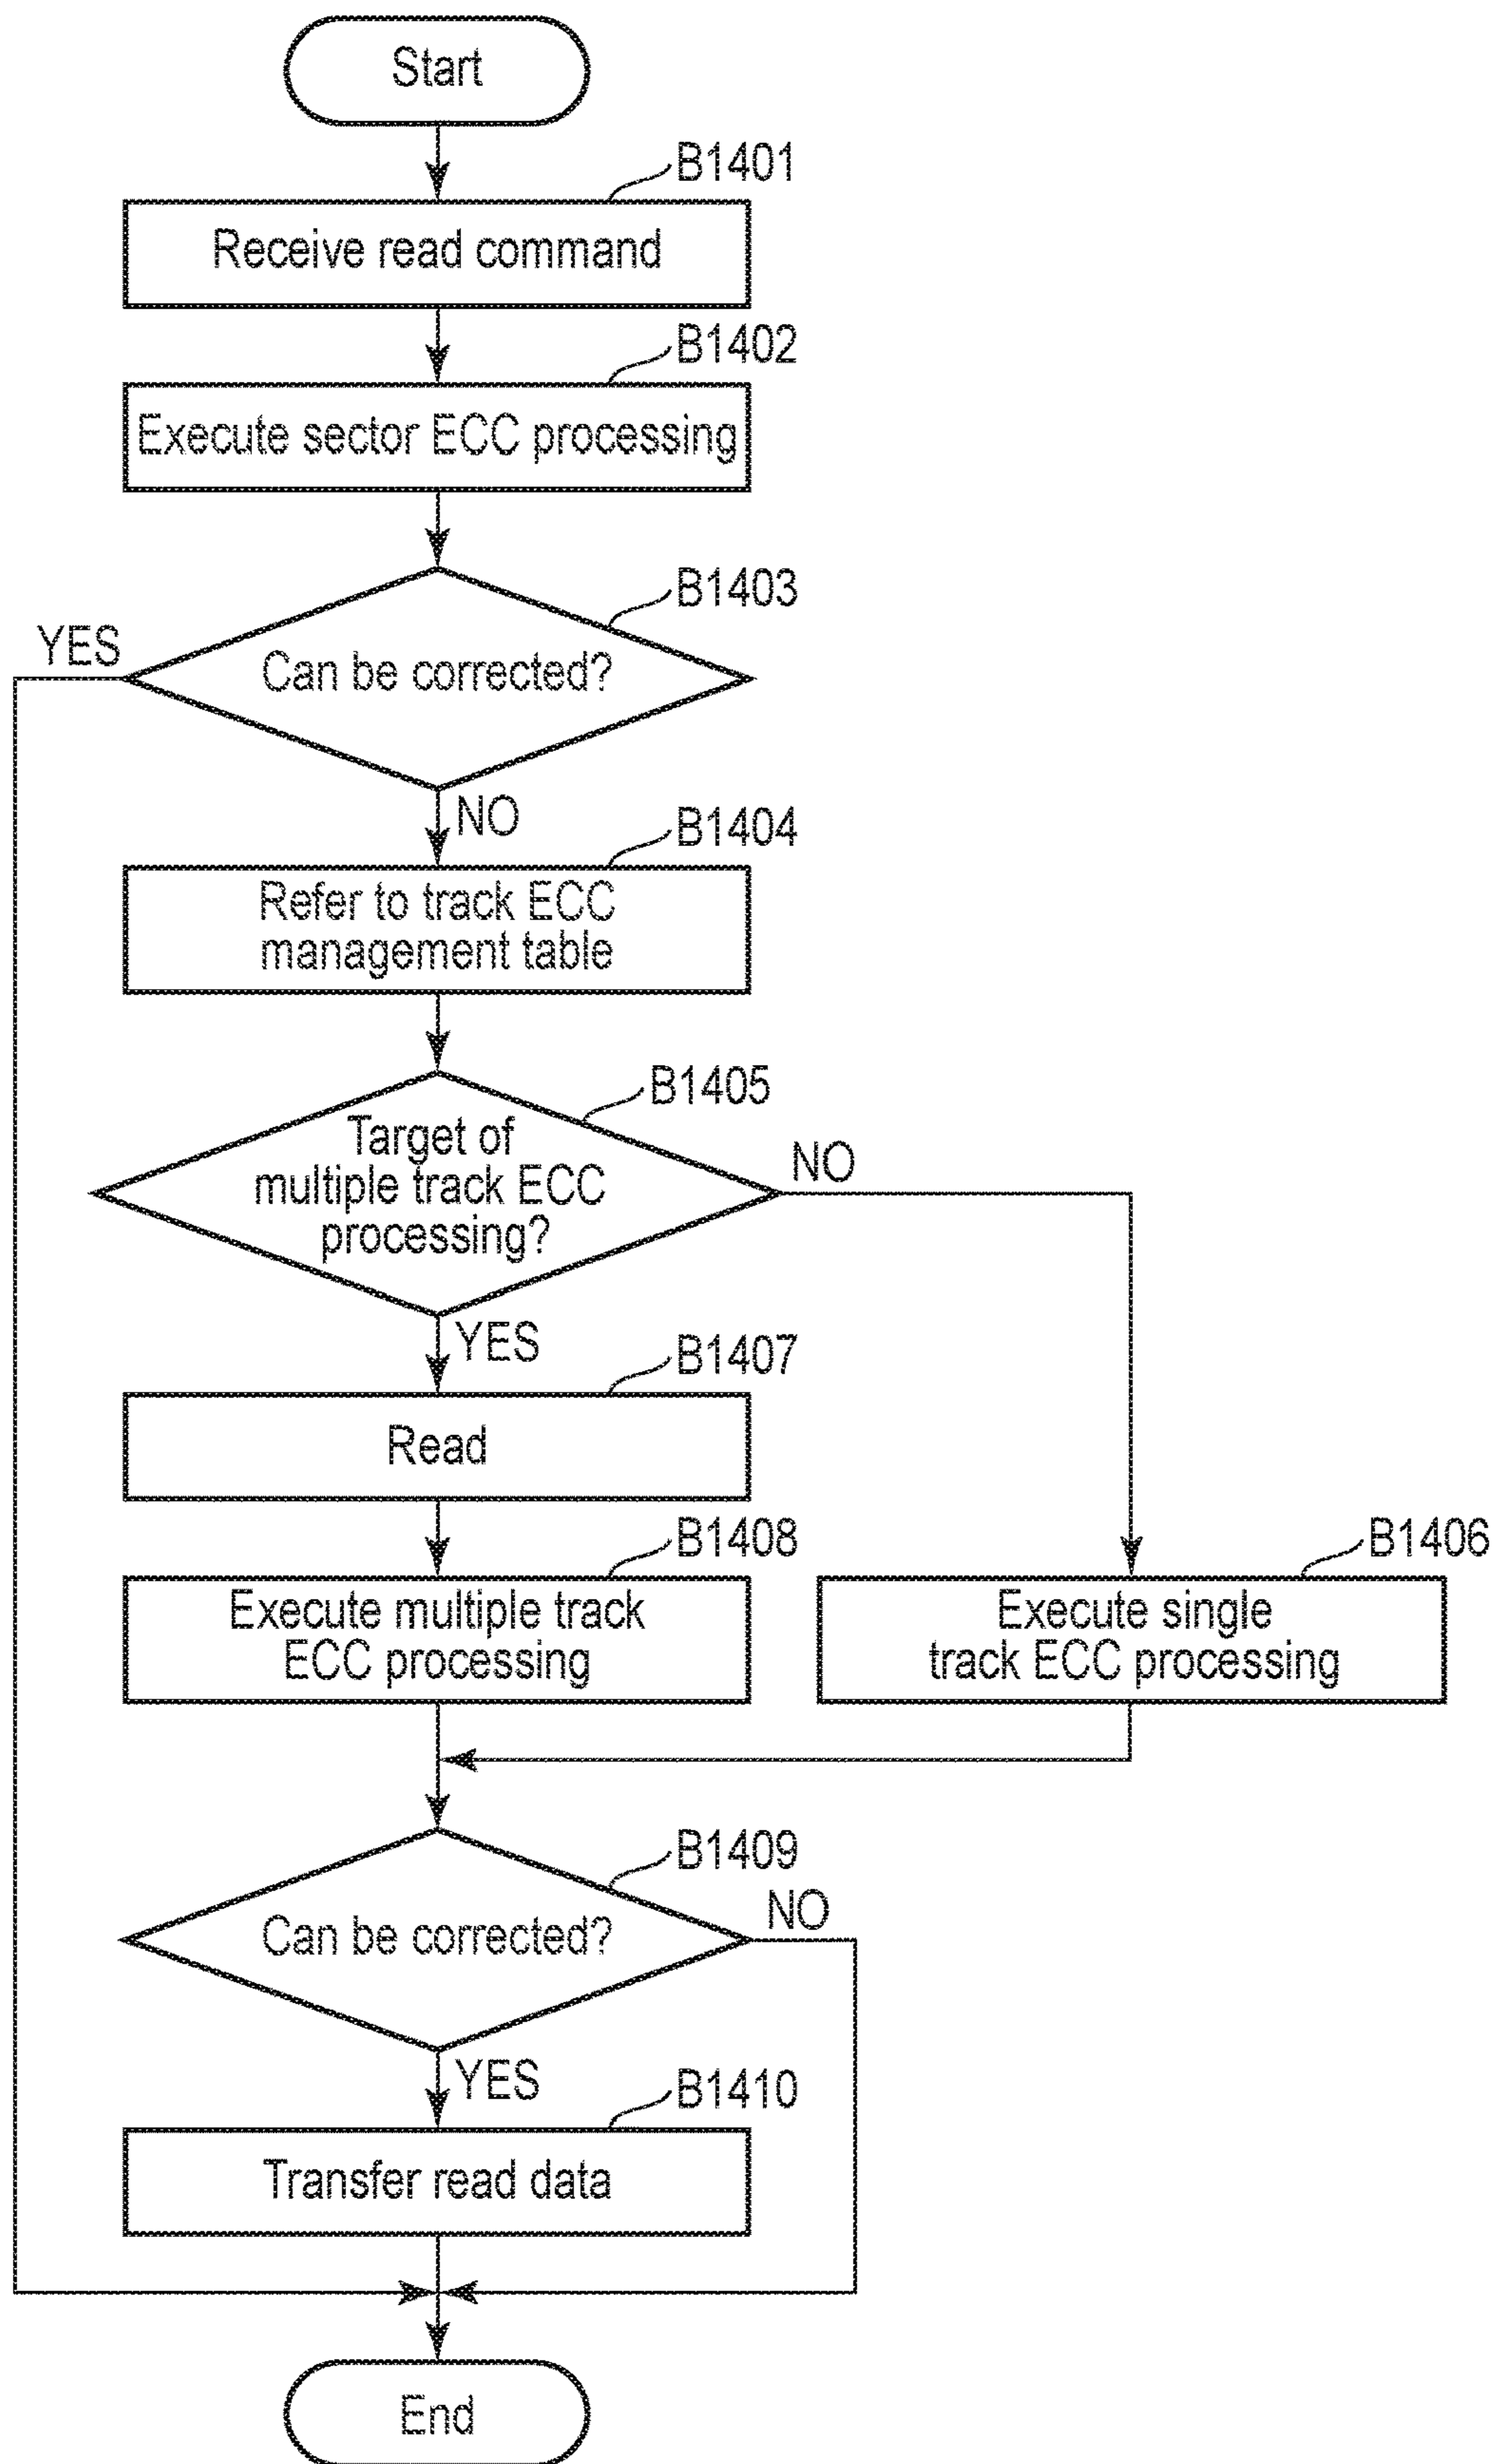 Start
B1401
Receive read command
B1402
Execute sector ECC processing
B1403
YES
Can be corrected?
NO
B1404
Refer to track ECC
management table
B1405
Target of
multiple track ECC
processing?
NO
YES
B1407
Read
B1408
Execute multiple track
ECC processing
B1406
Execute single
track ECC processing
B1409
Can be corrected?
NO
YES
B1410
Transfer read data
End